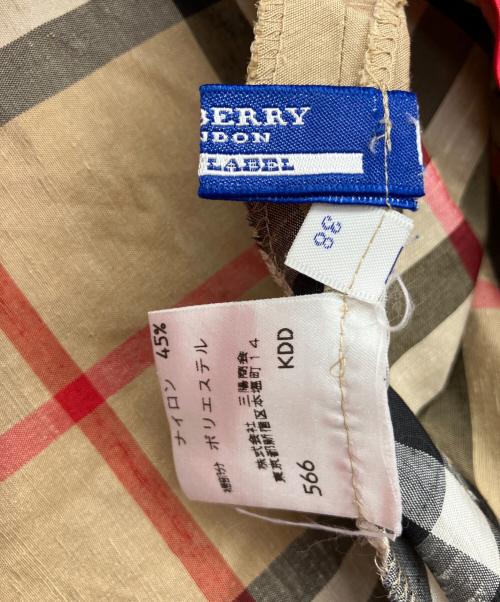 BERRY
NDON
LABEL
38
ナイロン 45%
ポリエステル
株式会社 三陽商会
東京都新宿区本塩町14
566 KDD